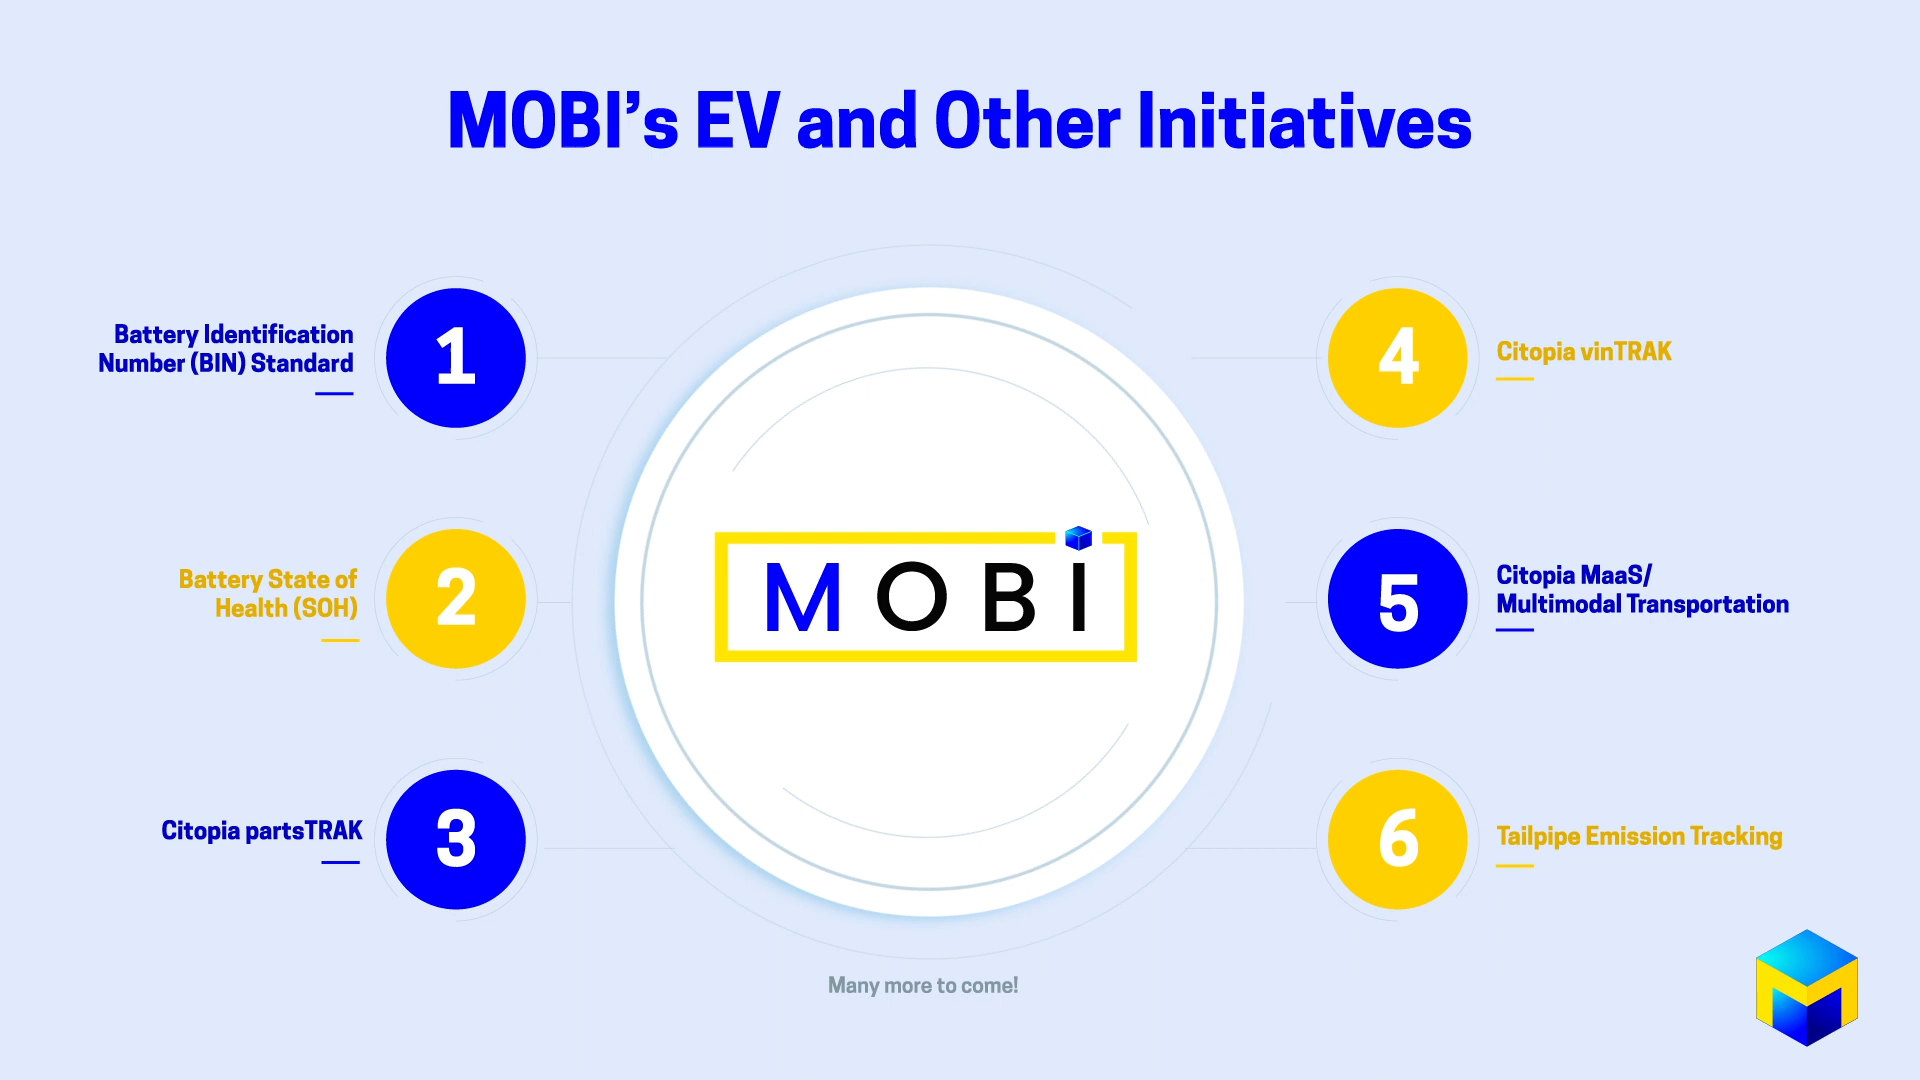 MOBI’s EV and Other Initiatives
1
Battery Identification
Number (BIN) Standard
2
Battery State of
Health (SOH)
3
Citopia partsTRAK
MOBI
4
Citopia vinTRAK
5
Citopia MaaS/
Multimodal Transportation
6
Tailpipe Emission Tracking
Many more to come!